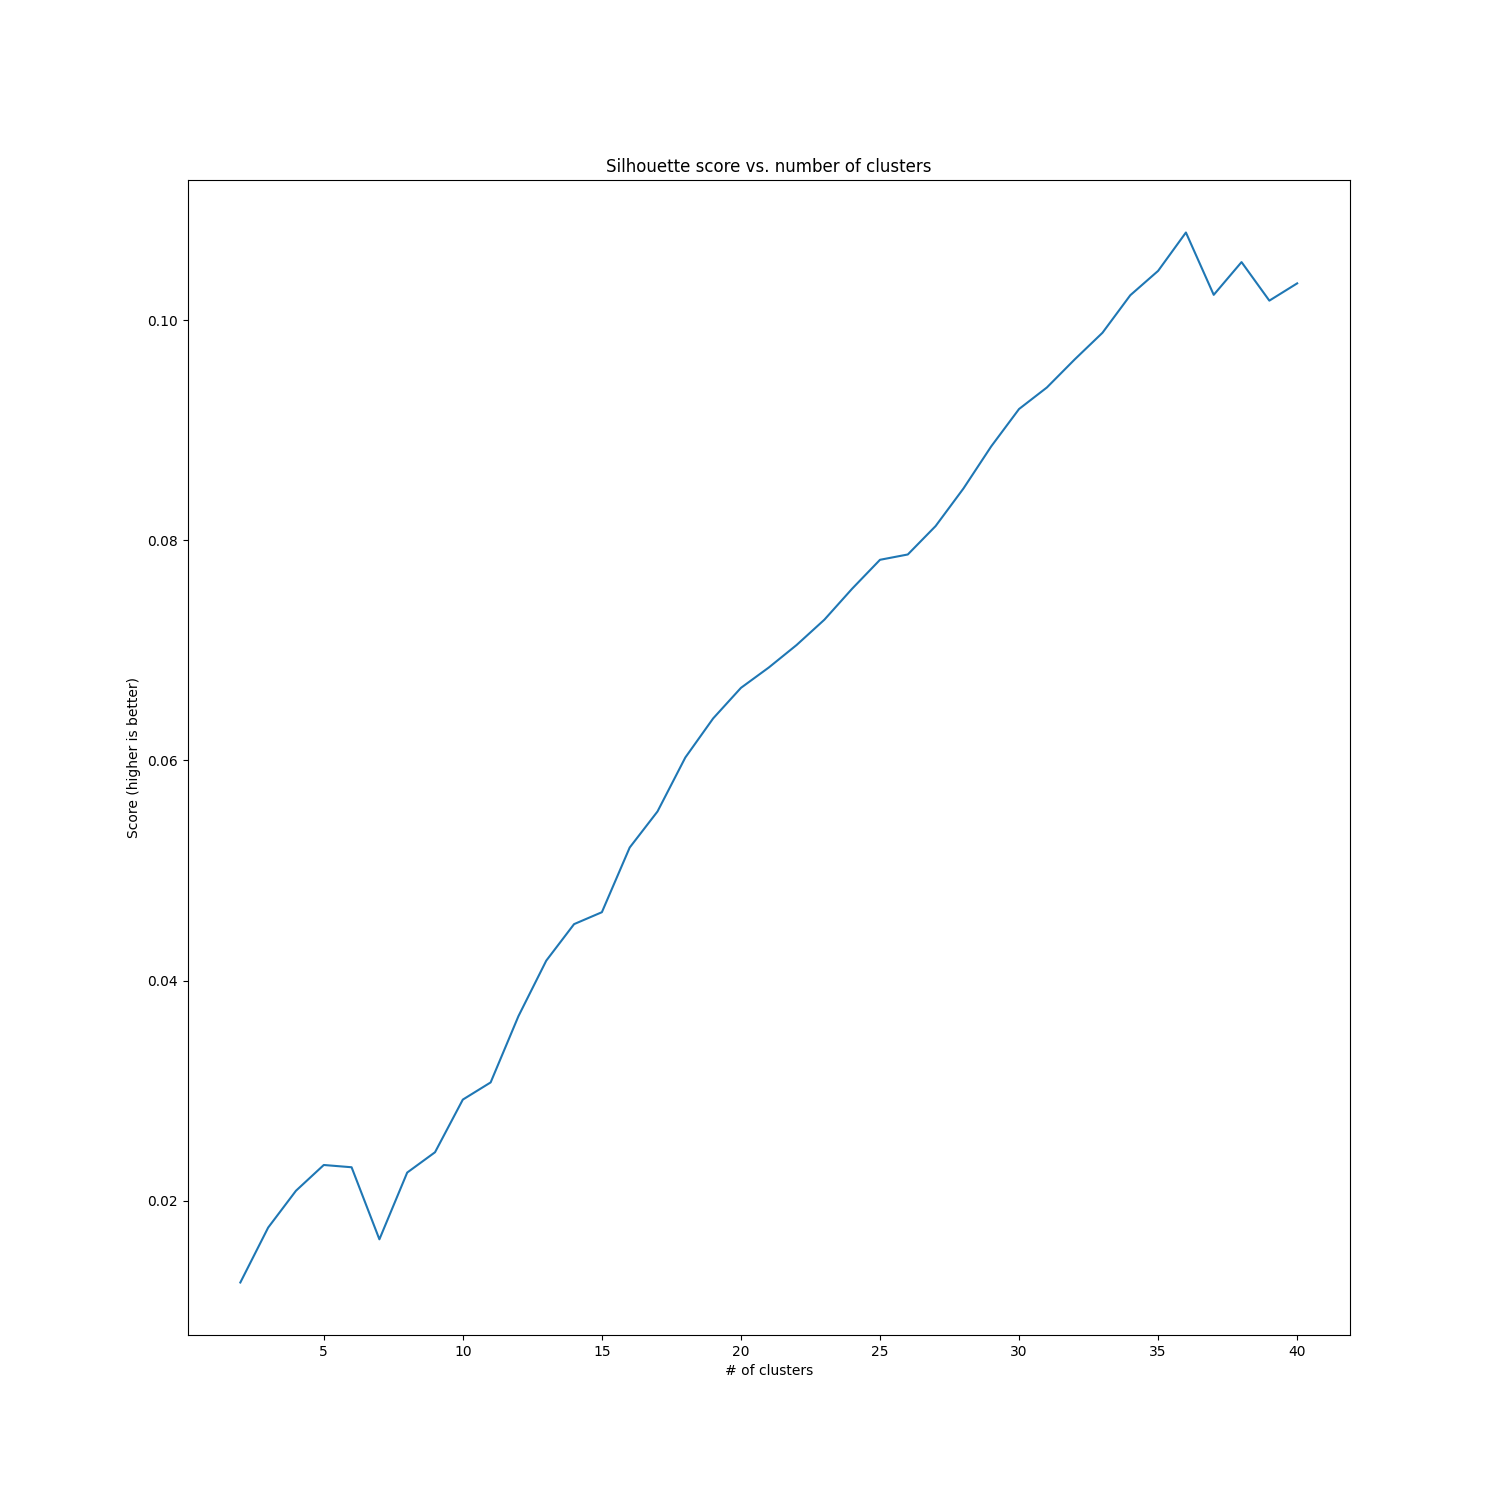 Silhouette score vs. number of clusters
0.10
0.08
0.06
0.04
0.02
Score (higher is better)
5 10 15 20 25 30 35 40
# of clusters